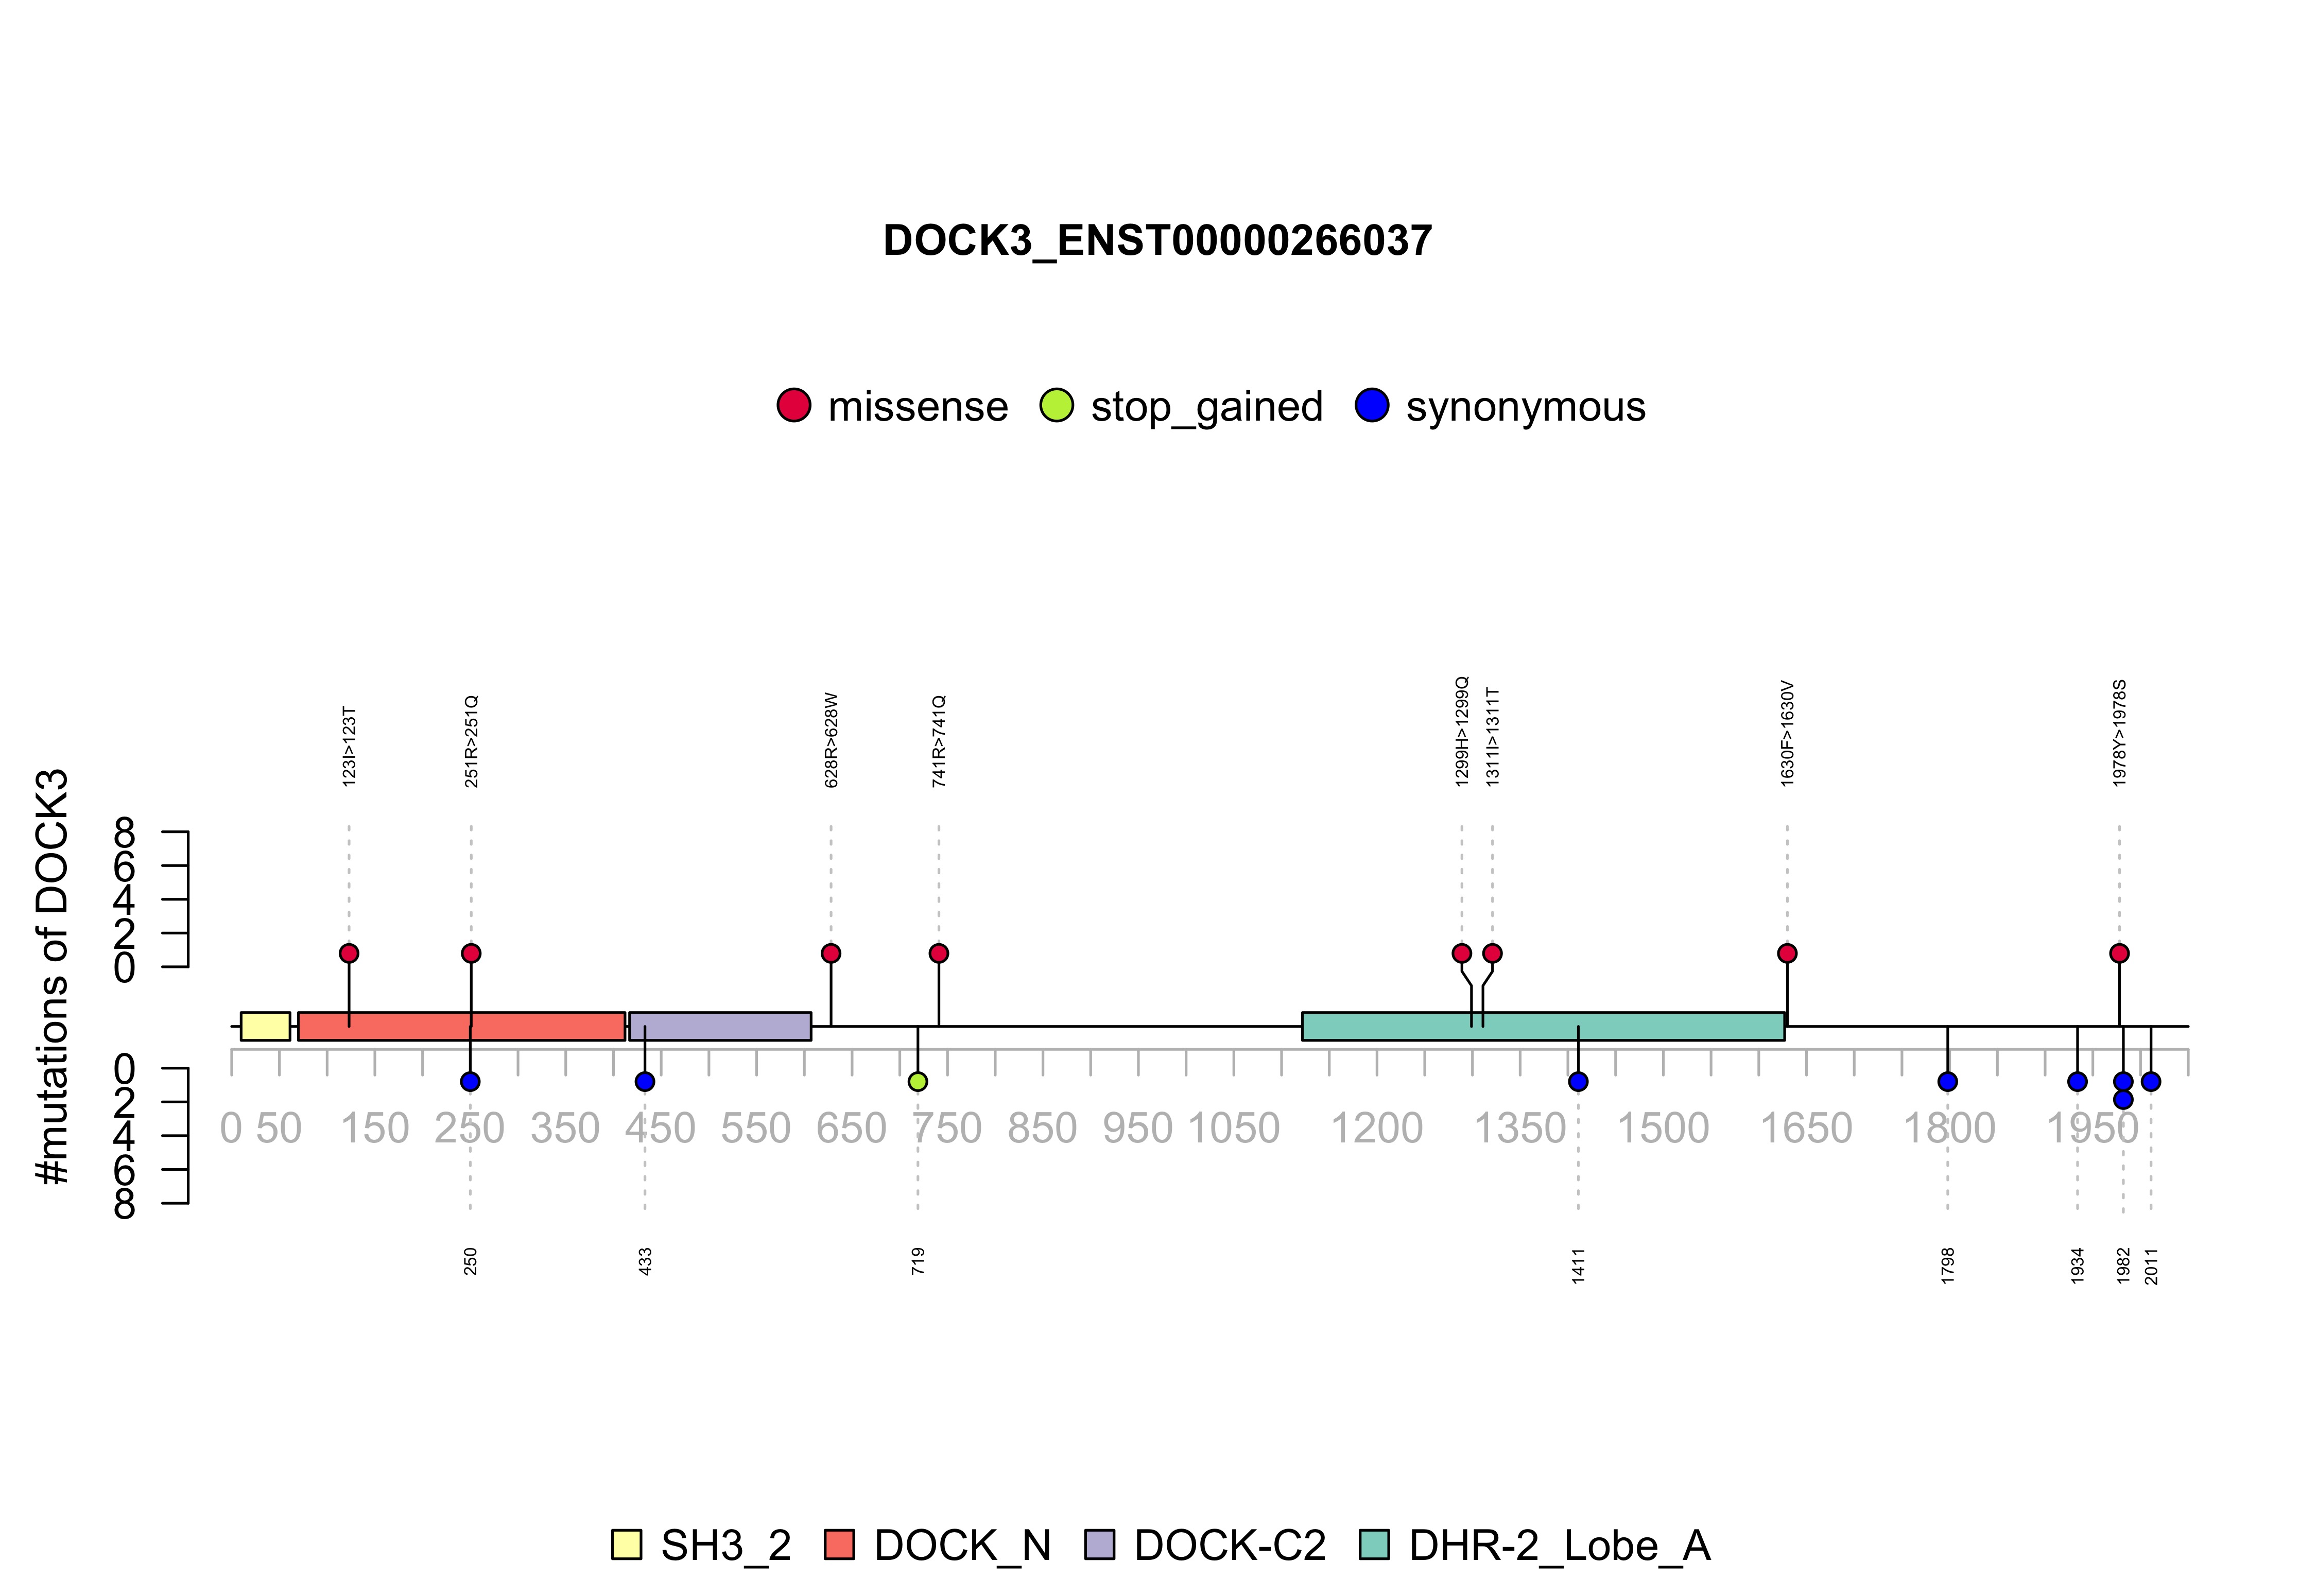 DOCK3_ENST00000266037
missense stop_gained synonymous
123I>123T
251R>251Q
628R>628W
741R>741Q
1299H>1299Q
1311I>1311T
1630F>1630V
1978Y>1978S
#mutations of DOCK3
8
6
4
2
0
0
2
4
6
8
0 50 150 250 350 450 550 650 750 850 950 1050 1200 1350 1500 1650 1800 1950
250
433
719
1411
1798
1934
1982
2011
SH3_2 DOCK_N DOCK-C2 DHR-2_Lobe_A